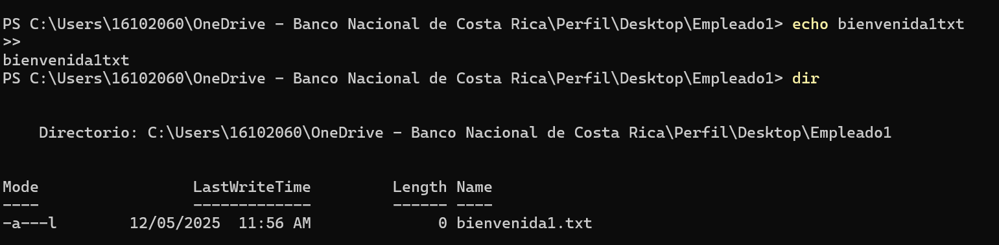 PS C:\Users\16102060\OneDrive - Banco Nacional de Costa Rica\Perfil\Desktop\Empleado1> echo bienvenida1txt
>>
bienvenida1txt
PS C:\Users\16102060\OneDrive - Banco Nacional de Costa Rica\Perfil\Desktop\Empleado1> dir
Directorio: C:\Users\16102060\OneDrive - Banco Nacional de Costa Rica\Perfil\Desktop\Empleado1
Mode LastWriteTime Length Name
---- ------------- ------ ----
-a---l 12/05/2025 11:56 AM 0 bienvenida1.txt